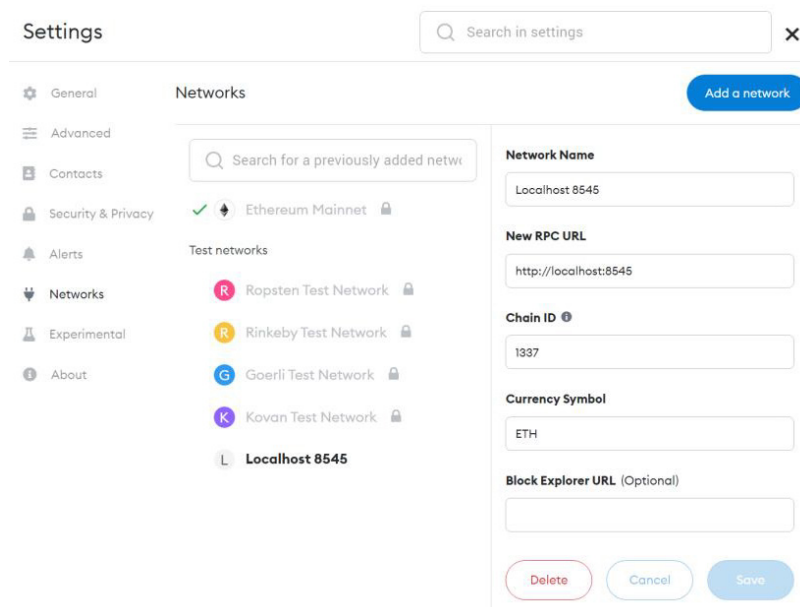 Settings
Search in settings
General
Advanced
Contacts
Security & Privacy
Alerts
Networks
Experimental
About
Networks
Add a network
Search for a previously added netwo
Ethereum Mainnet
Test networks
R Ropsten Test Network
R Rinkeby Test Network
G Goerli Test Network
K Kovan Test Network
L Localhost 8545
Network Name
Localhost 8545
New RPC URL
http://localhost:8545
Chain ID
1337
Currency Symbol
ETH
Block Explorer URL (Optional)
Delete
Cancel
Save